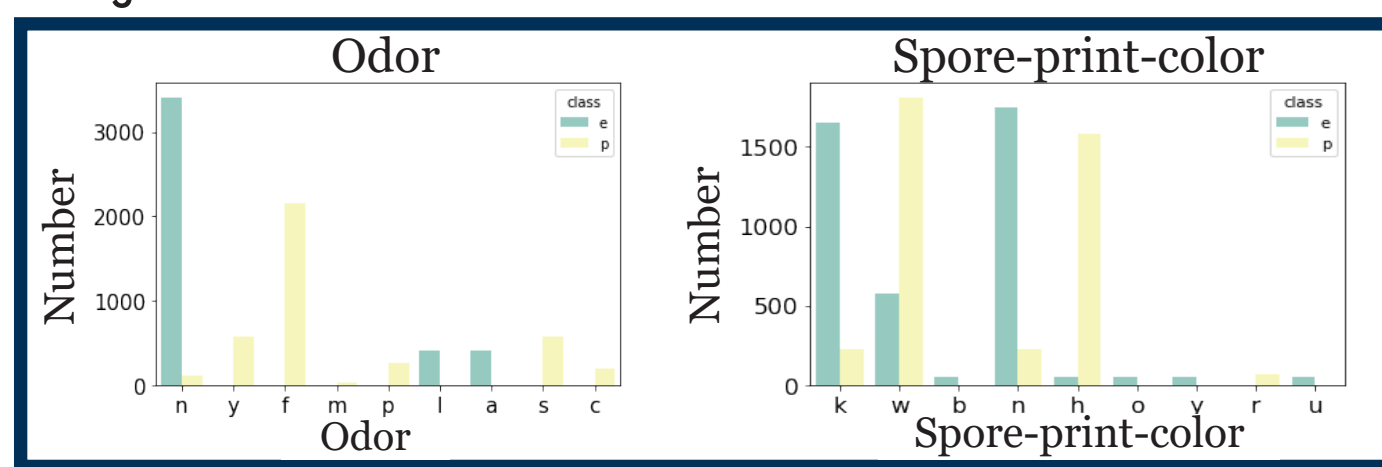 Odor
3000
2000
1000
0
Number
class
e
p
n y f m p l a s c
Odor
Spore-print-color
1500
1000
500
0
Number
class
e
p
k w b n h o y r u
Spore-print-color